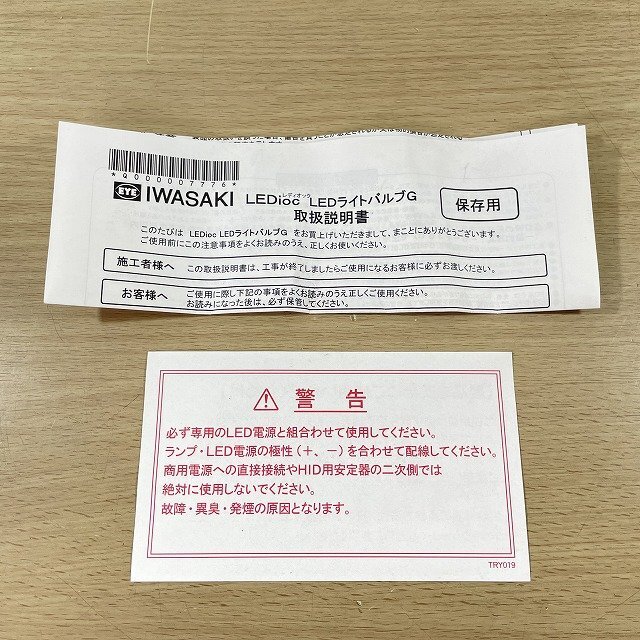 *Q0000007776*
EYE IWASAKI LEDioc LEDライトバルブG
レディオック
取扱説明書
保存用
このたびは LEDioc LEDライトバルブG をお買上げいただきまして、まことにありがとうございます。
ご使用前にこの注意事項をよくお読みのうえ、正しくお使いください。
施工者様へ この取扱説明書は、工事が終了しましたらご使用になるお客様に必ずお渡しください。
お客様へ ご使用に際し下記の事項をよくお読みのうえ正しくご使用ください。
お読みになった後は、必ず保管してください。
⚠ 警 告
必ず専用のLED電源と組合わせて使用してください。
ランプ・LED電源の極性(+、-)を合わせて配線してください。
商用電源への直接接続やHID用安定器の二次側では
絶対に使用しないでください。
故障・異臭・発煙の原因となります。
TRY019